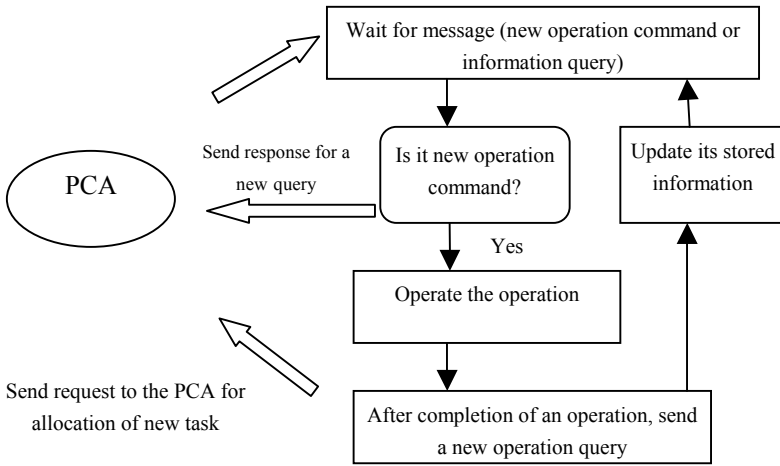 Wait for message (new operation command or
information query)
Send response for a
new query
Is it new operation
command?
Update its stored
information
PCA
Yes
Operate the operation
Send request to the PCA for
allocation of new task
After completion of an operation, send
a new operation query